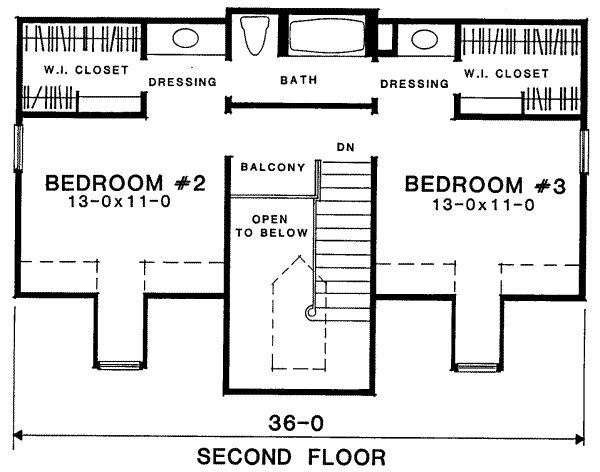 W.I. CLOSET
DRESSING
BATH
DRESSING
W.I. CLOSET
DN
BALCONY
BEDROOM #2
13-0x11-0
BEDROOM #3
13-0x11-0
OPEN
TO BELOW
36-0
SECOND FLOOR